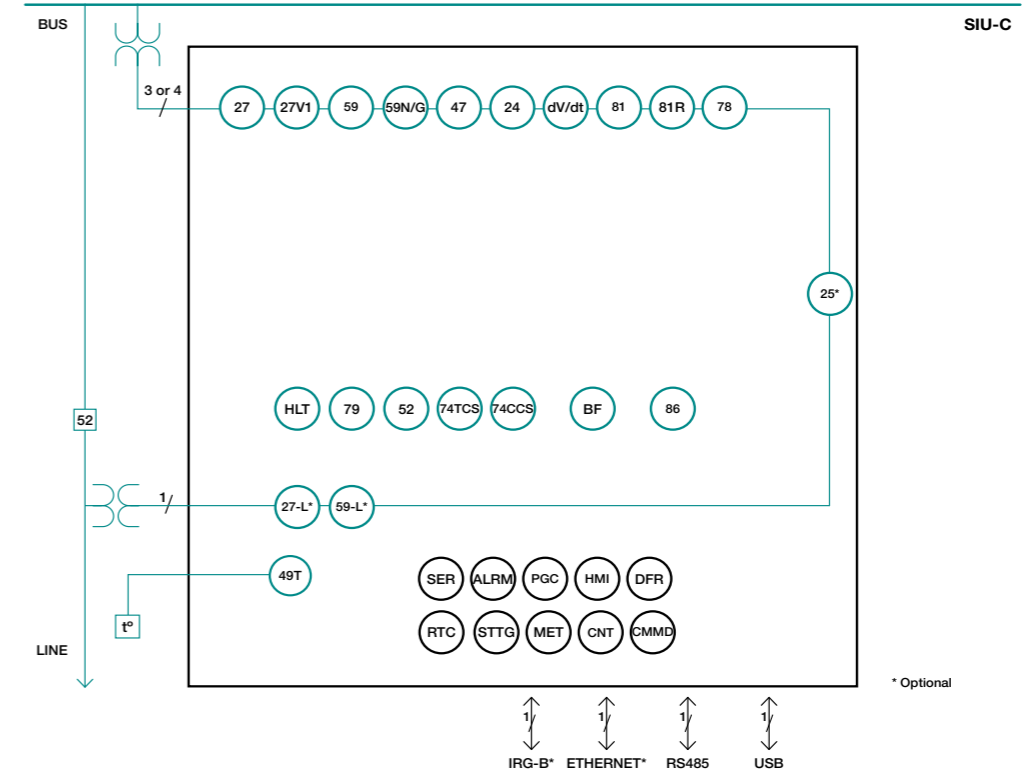 BUS
SIU-C
3 or 4
27
27V1
59
59N/G
47
24
dV/dt
81
81R
78
25*
HLT
79
52
74TCS
74CCS
BF
86
52
1
27-L*
59-L*
49T
SER
ALRM
PGC
HMI
DFR
tº
RTC
STTG
MET
CNT
CMMD
LINE
* Optional
1
1
1
1
IRG-B*
ETHERNET*
RS485
USB